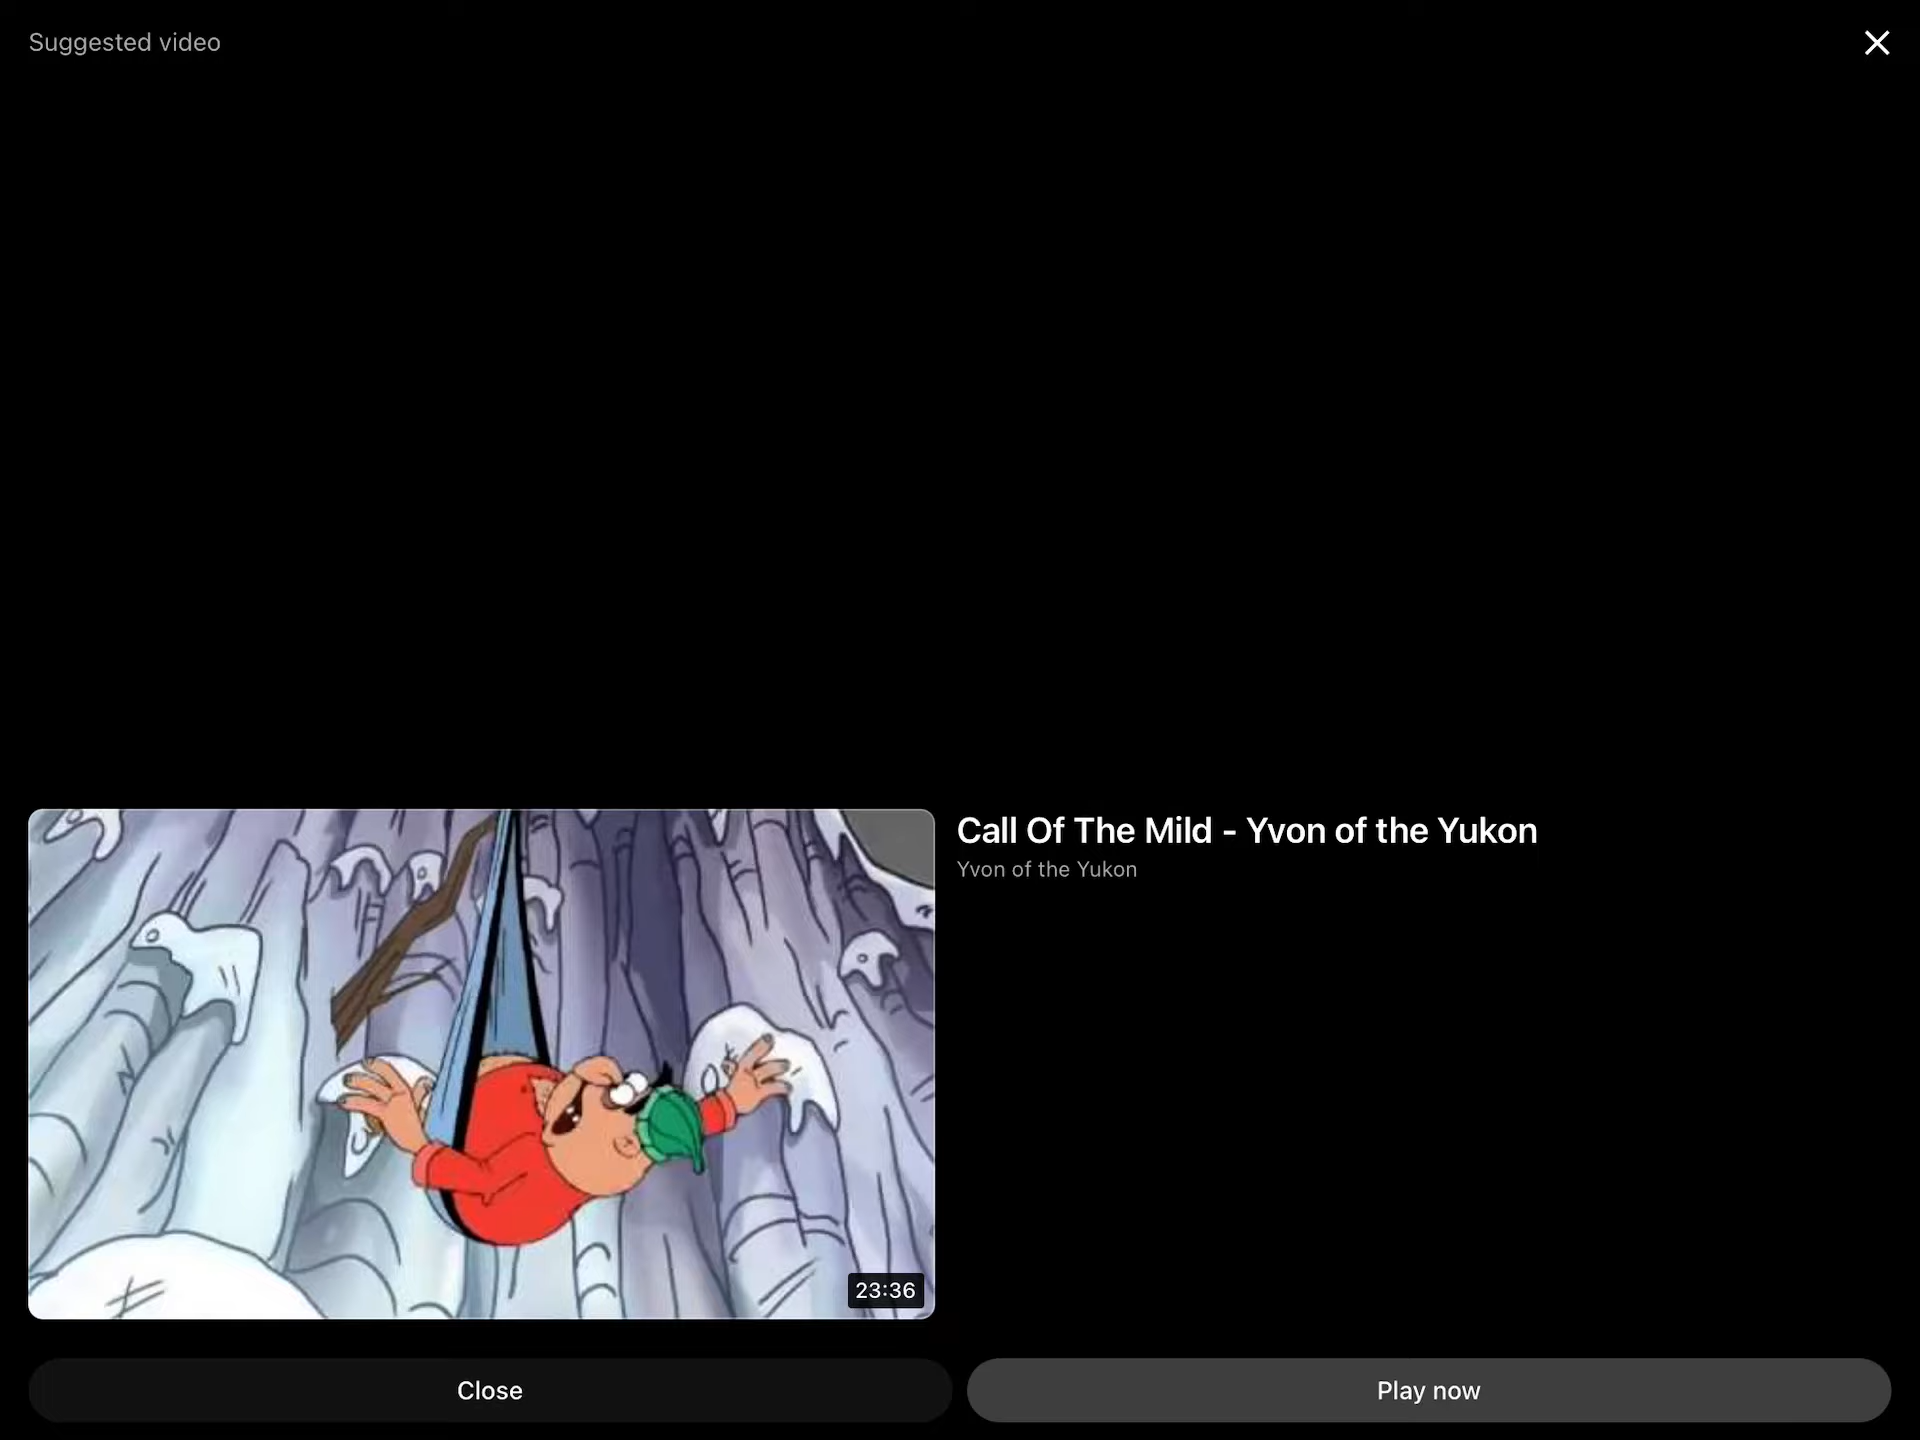 Suggested video
Call Of The Mild - Yvon of the Yukon
Yvon of the Yukon
23:36
Close
Play now